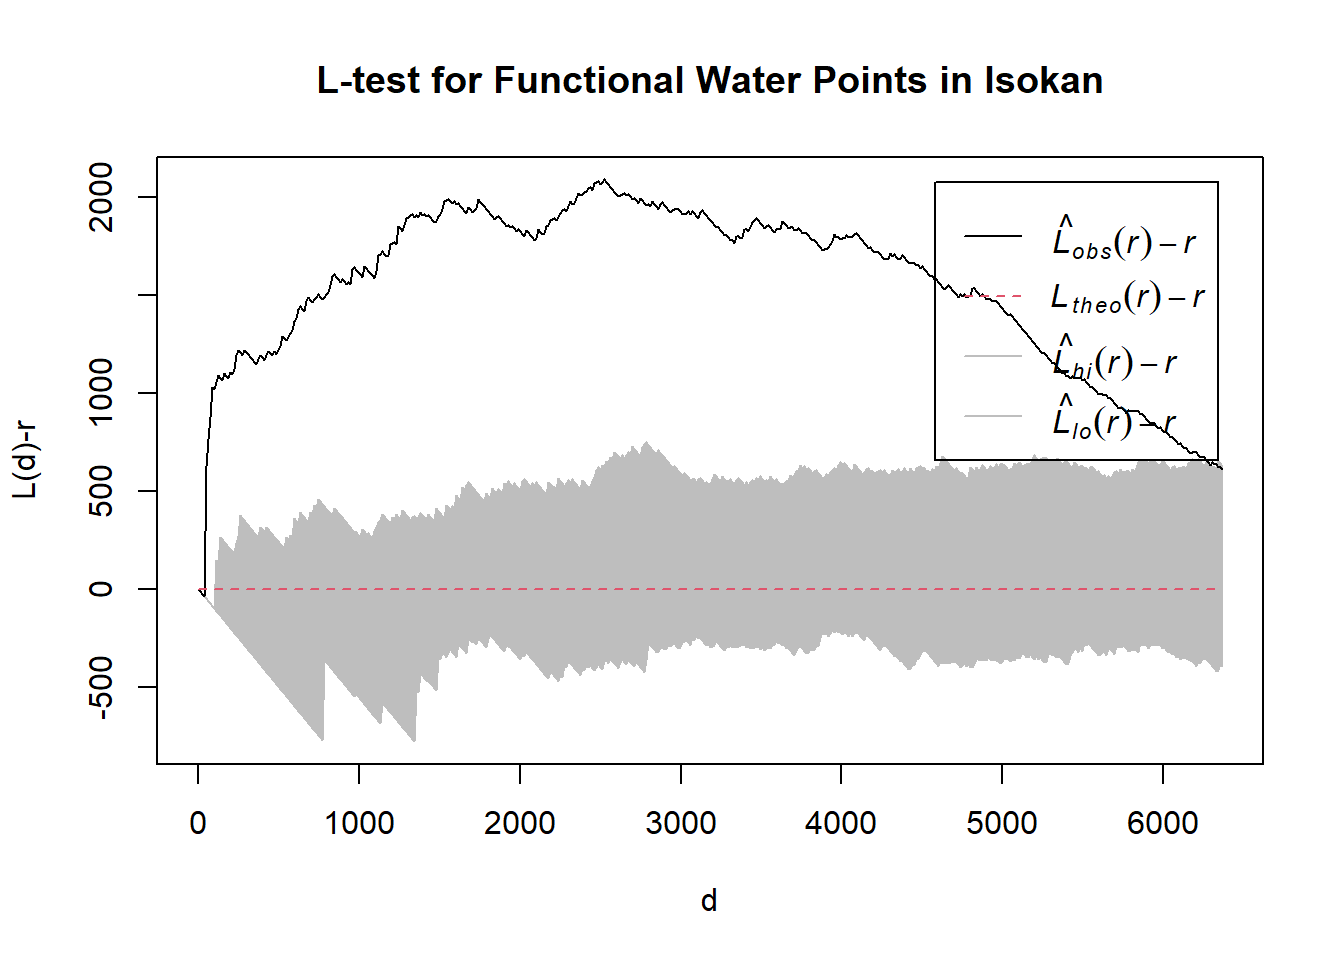 L-test for Functional Water Points in Isokan
L(d)-r
2000
1000
500
0
-500
L̂obs(r) – r
Ltheo(r) – r
L̂hi(r) – r
L̂lo(r) – r
0 1000 2000 3000 4000 5000 6000
d